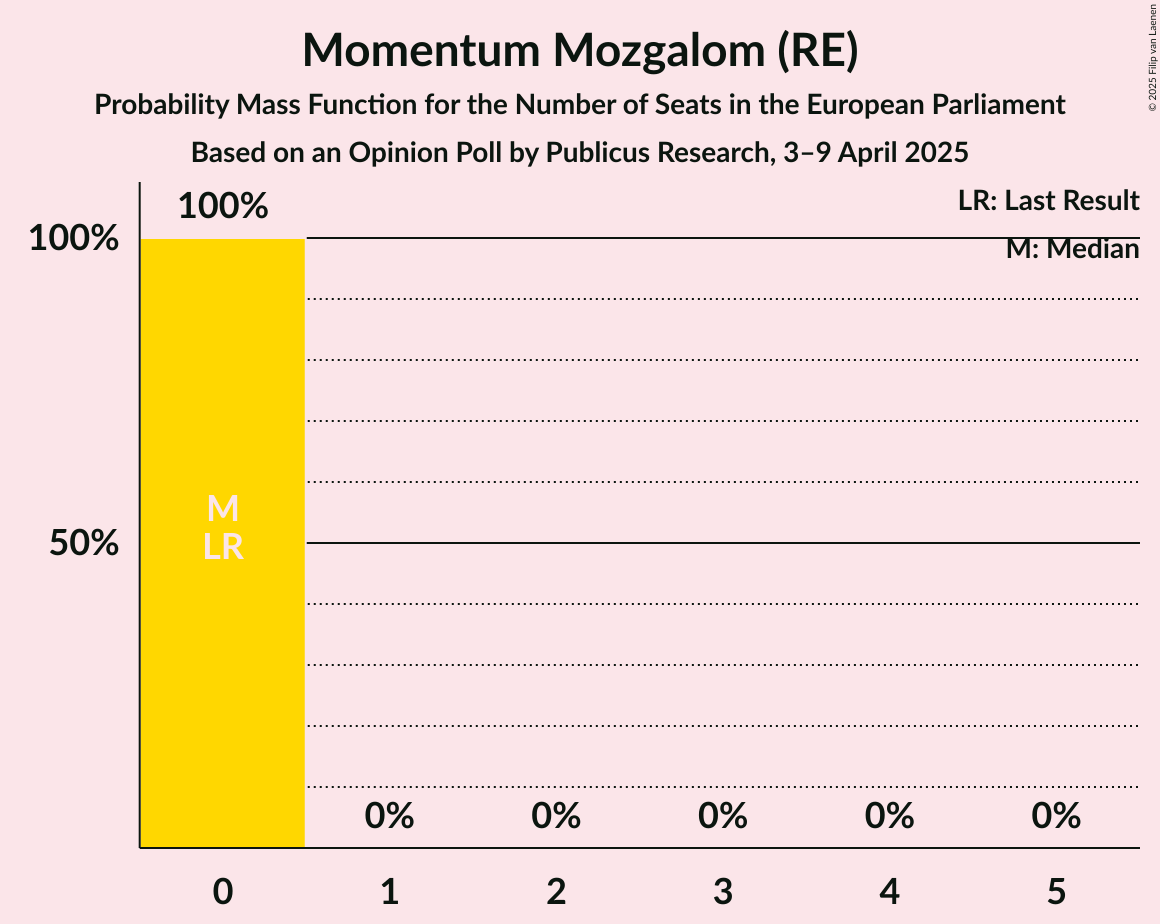 Momentum Mozgalom (RE)
Probability Mass Function for the Number of Seats in the European Parliament
Based on an Opinion Poll by Publicus Research, 3–9 April 2025
© 2025 Filip van Laenen
LR: Last Result
M: Median
100%
100%
50%
M
LR
0%
0%
0%
0%
0%
0
1
2
3
4
5